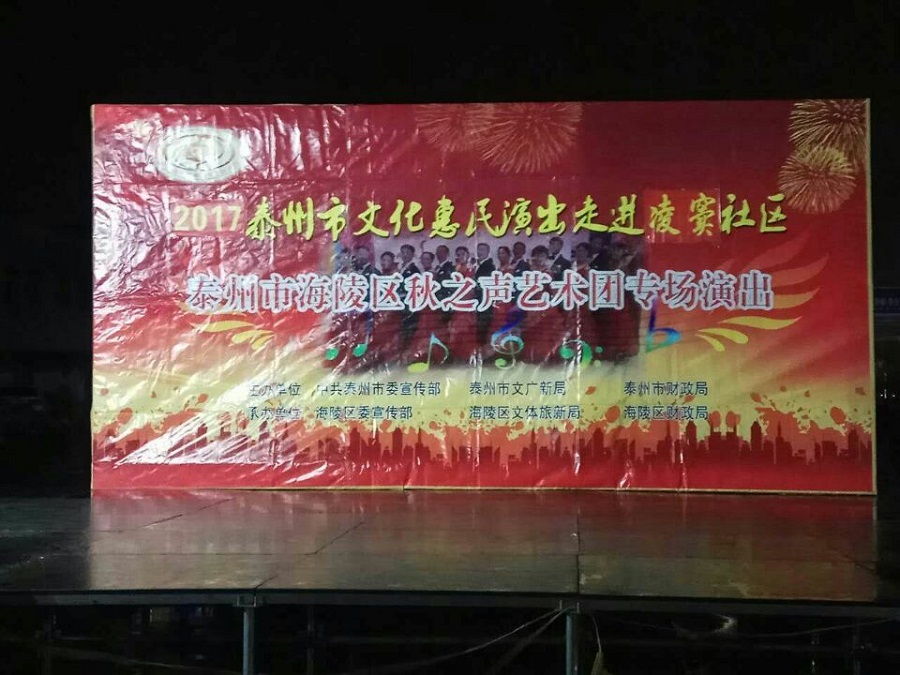 2017泰州市文化惠民演出走进凌窦社区
泰州市海陵区秋之声艺术团专场演出
主办单位 中共泰州市委宣传部 泰州市文广新局 泰州市财政局
承办单位 海陵区委宣传部 海陵区文体旅新局 海陵区财政局